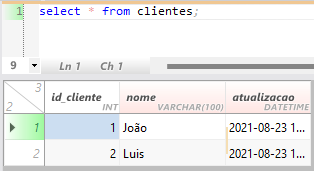 1 select * from clientes;
9 Ln 1 Ch 1
3 2 id_cliente INT nome VARCHAR(100) atualizacao DATETIME
1 1 João 2021-08-23 1...
2 2 Luis 2021-08-23 1...